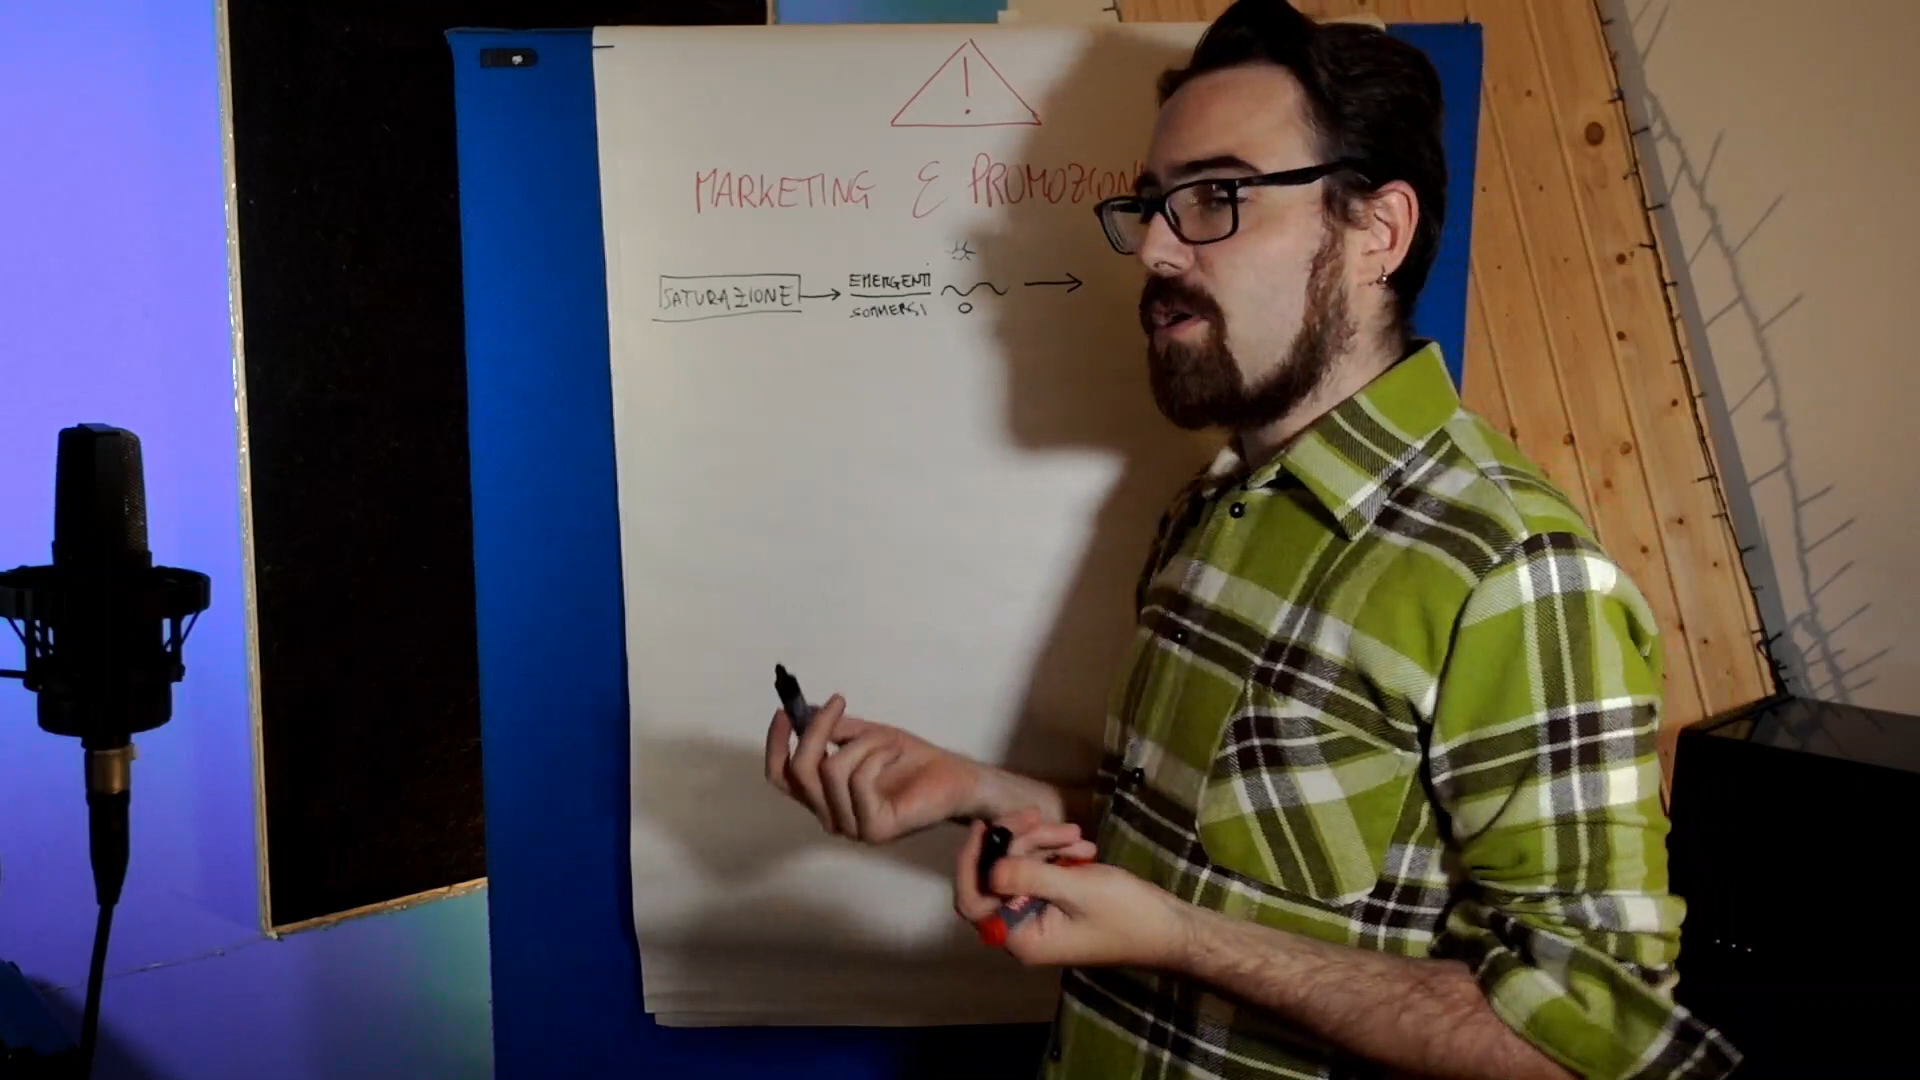 !
MARKETING & PROMOZION
SATURAZIONE → EMERGENTI →
SOMMERSI